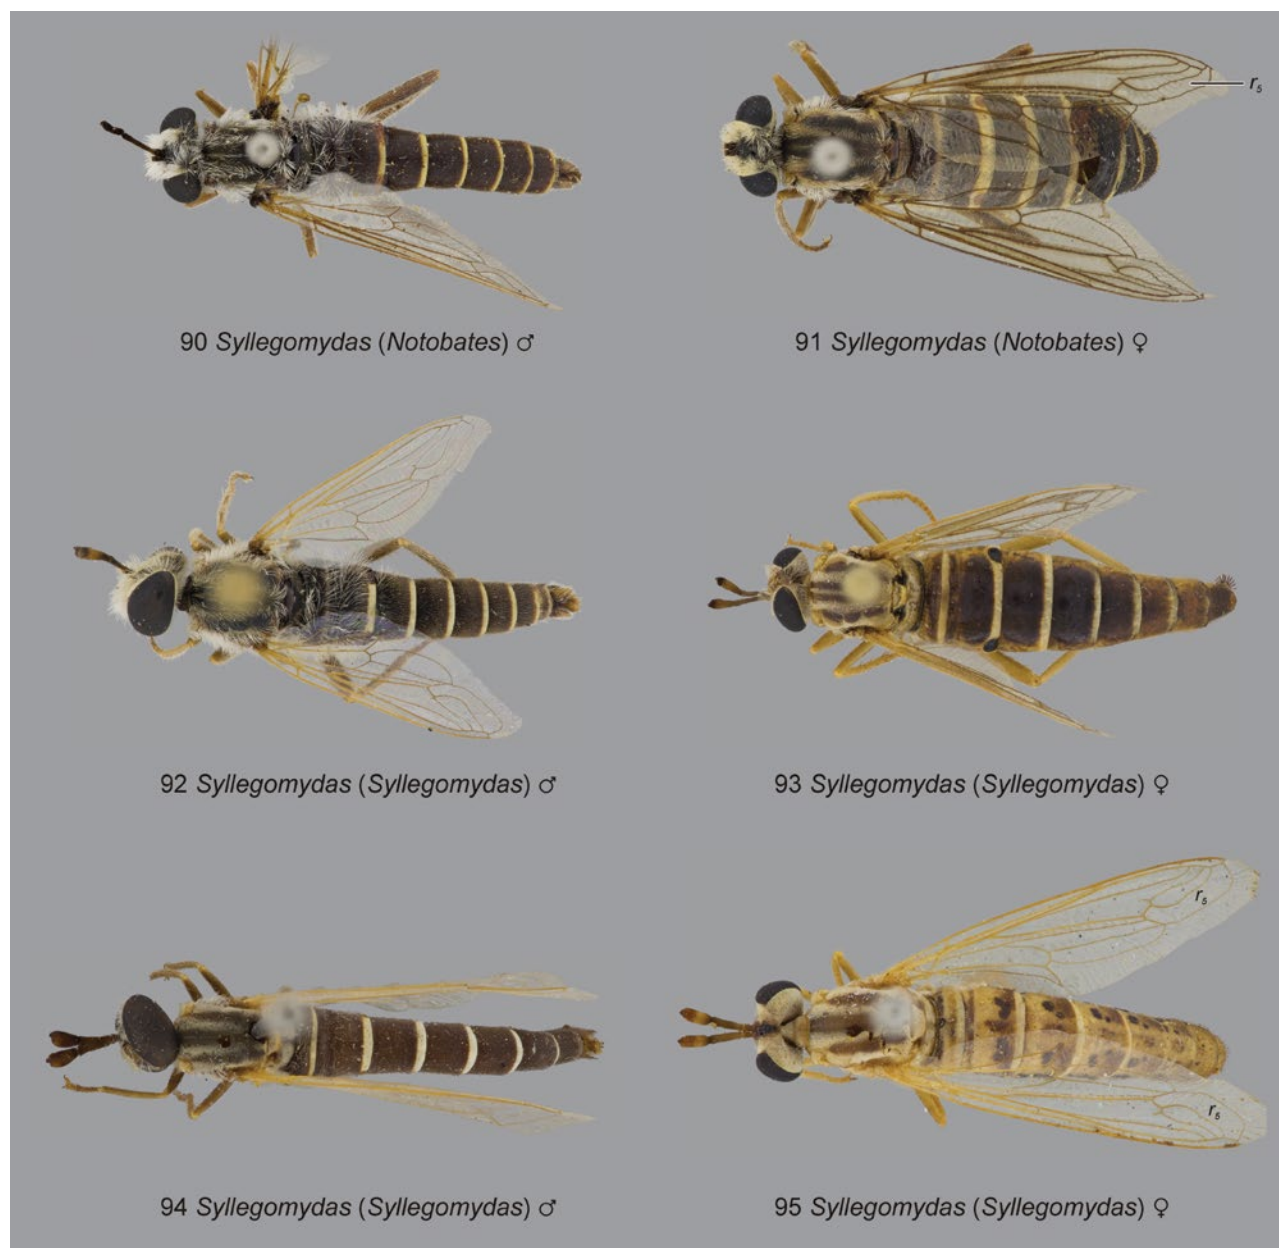 r₅
90 Syllegomydas (Notobates) ♂
91 Syllegomydas (Notobates) ♀
92 Syllegomydas (Syllegomydas) ♂
93 Syllegomydas (Syllegomydas) ♀
r₅
r₅
94 Syllegomydas (Syllegomydas) ♂
95 Syllegomydas (Syllegomydas) ♀